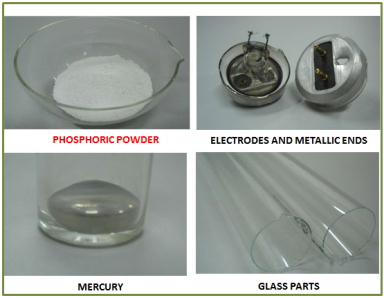 PHOSPHORIC POWDER
ELECTRODES AND METALLIC ENDS
MERCURY
GLASS PARTS